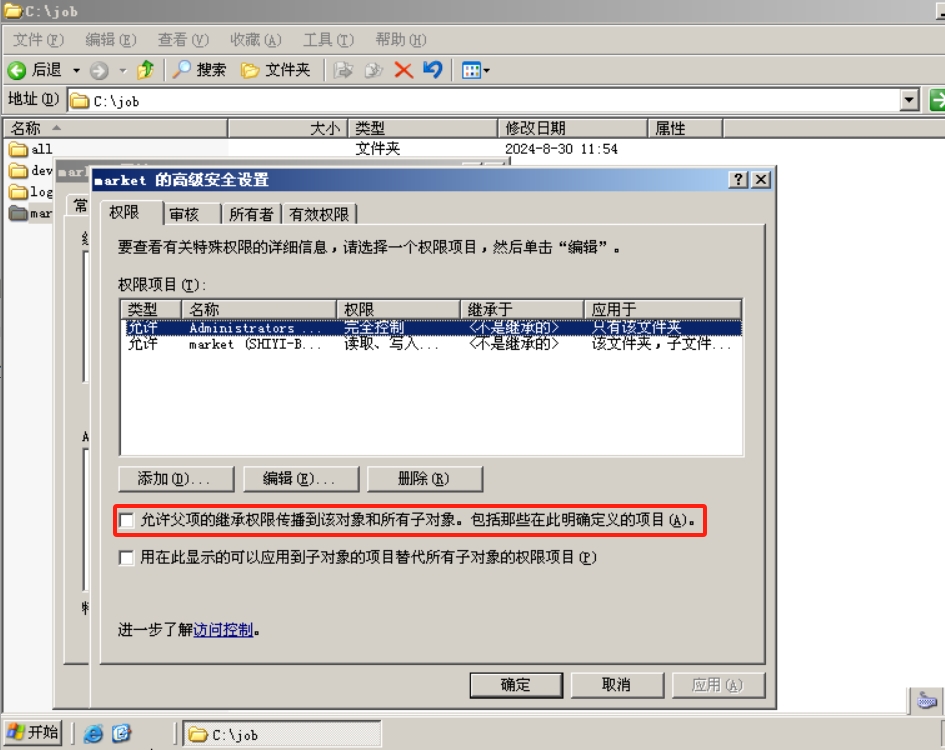 C:\job
文件(F) 编辑(E) 查看(V) 收藏(A) 工具(T) 帮助(H)
后退 搜索 文件夹
地址(D) C:\job
名称 大小 类型 修改日期 属性
all 文件夹 2024-8-30 11:54
dev
log
mar
market 的高级安全设置
常
权限 审核 所有者 有效权限
要查看有关特殊权限的详细信息，请选择一个权限项目，然后单击“编辑”。
权限项目(T):
类型 名称 权限 继承于 应用于
允许 Administrators ... 完全控制 <不是继承的> 只有该文件夹
允许 market (SHIYI-B... 读取、写入... <不是继承的> 该文件夹，子文件...
添加(D)... 编辑(E)... 删除(R)
允许父项的继承权限传播到该对象和所有子对象。包括那些在此明确定义的项目(A)。
用在此显示的可以应用到子对象的项目替代所有子对象的权限项目(P)
进一步了解访问控制。
确定 取消 应用(A)
开始 C:\job